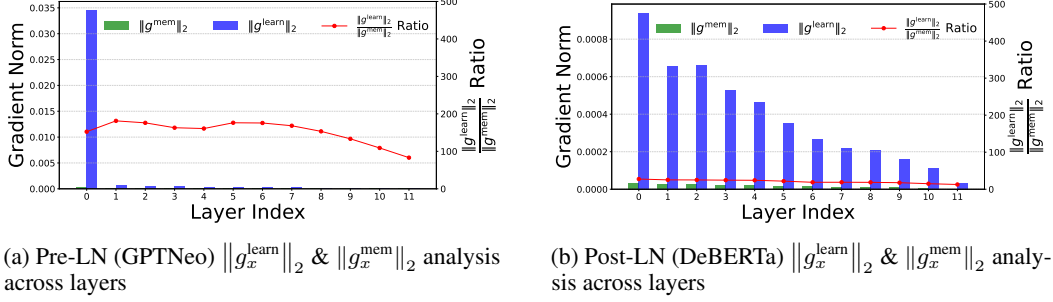 ‖g^mem‖₂ ‖g^learn‖₂ ‖g^learn‖₂/‖g^mem‖₂ Ratio
Gradient Norm
0.035
0.030
0.025
0.020
0.015
0.010
0.005
0.000
500
400
300
200
100
0
‖g^learn‖₂/‖g^mem‖₂ Ratio
0 1 2 3 4 5 6 7 8 9 10 11
Layer Index
(a) Pre-LN (GPTNeo) ‖g_x^learn‖₂ & ‖g_x^mem‖₂ analysis
across layers
‖g^mem‖₂ ‖g^learn‖₂ ‖g^learn‖₂/‖g^mem‖₂ Ratio
Gradient Norm
0.0008
0.0006
0.0004
0.0002
0.0000
500
400
300
200
100
0
‖g^learn‖₂/‖g^mem‖₂ Ratio
0 1 2 3 4 5 6 7 8 9 10 11
Layer Index
(b) Post-LN (DeBERTa) ‖g_x^learn‖₂ & ‖g_x^mem‖₂ analy-
sis across layers